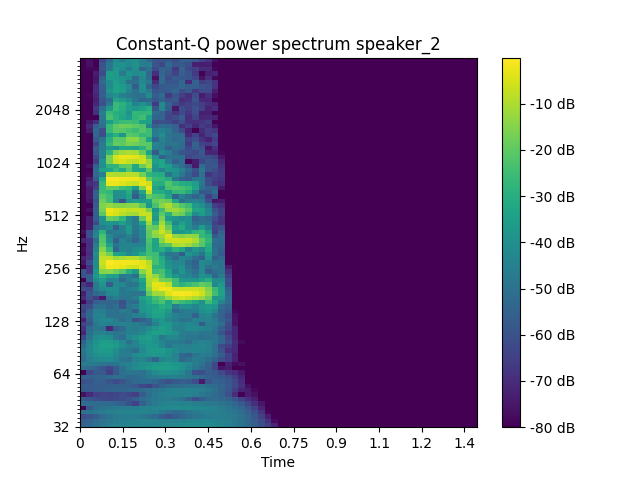 Constant-Q power spectrum speaker_2
Hz
2048
1024
512
256
128
64
32
0 0.15 0.3 0.45 0.6 0.75 0.9 1.1 1.2 1.4
Time
-10 dB
-20 dB
-30 dB
-40 dB
-50 dB
-60 dB
-70 dB
-80 dB